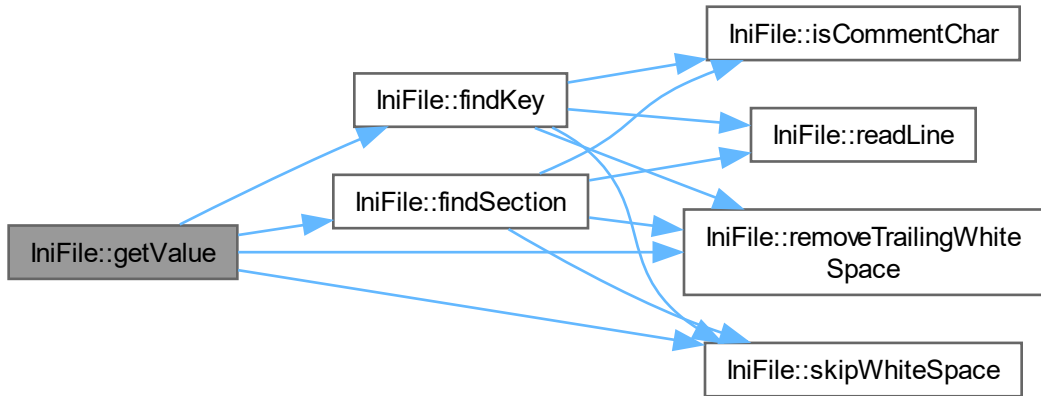 IniFile::isCommentChar
IniFile::findKey
IniFile::readLine
IniFile::findSection
IniFile::getValue
IniFile::removeTrailingWhite
Space
IniFile::skipWhiteSpace